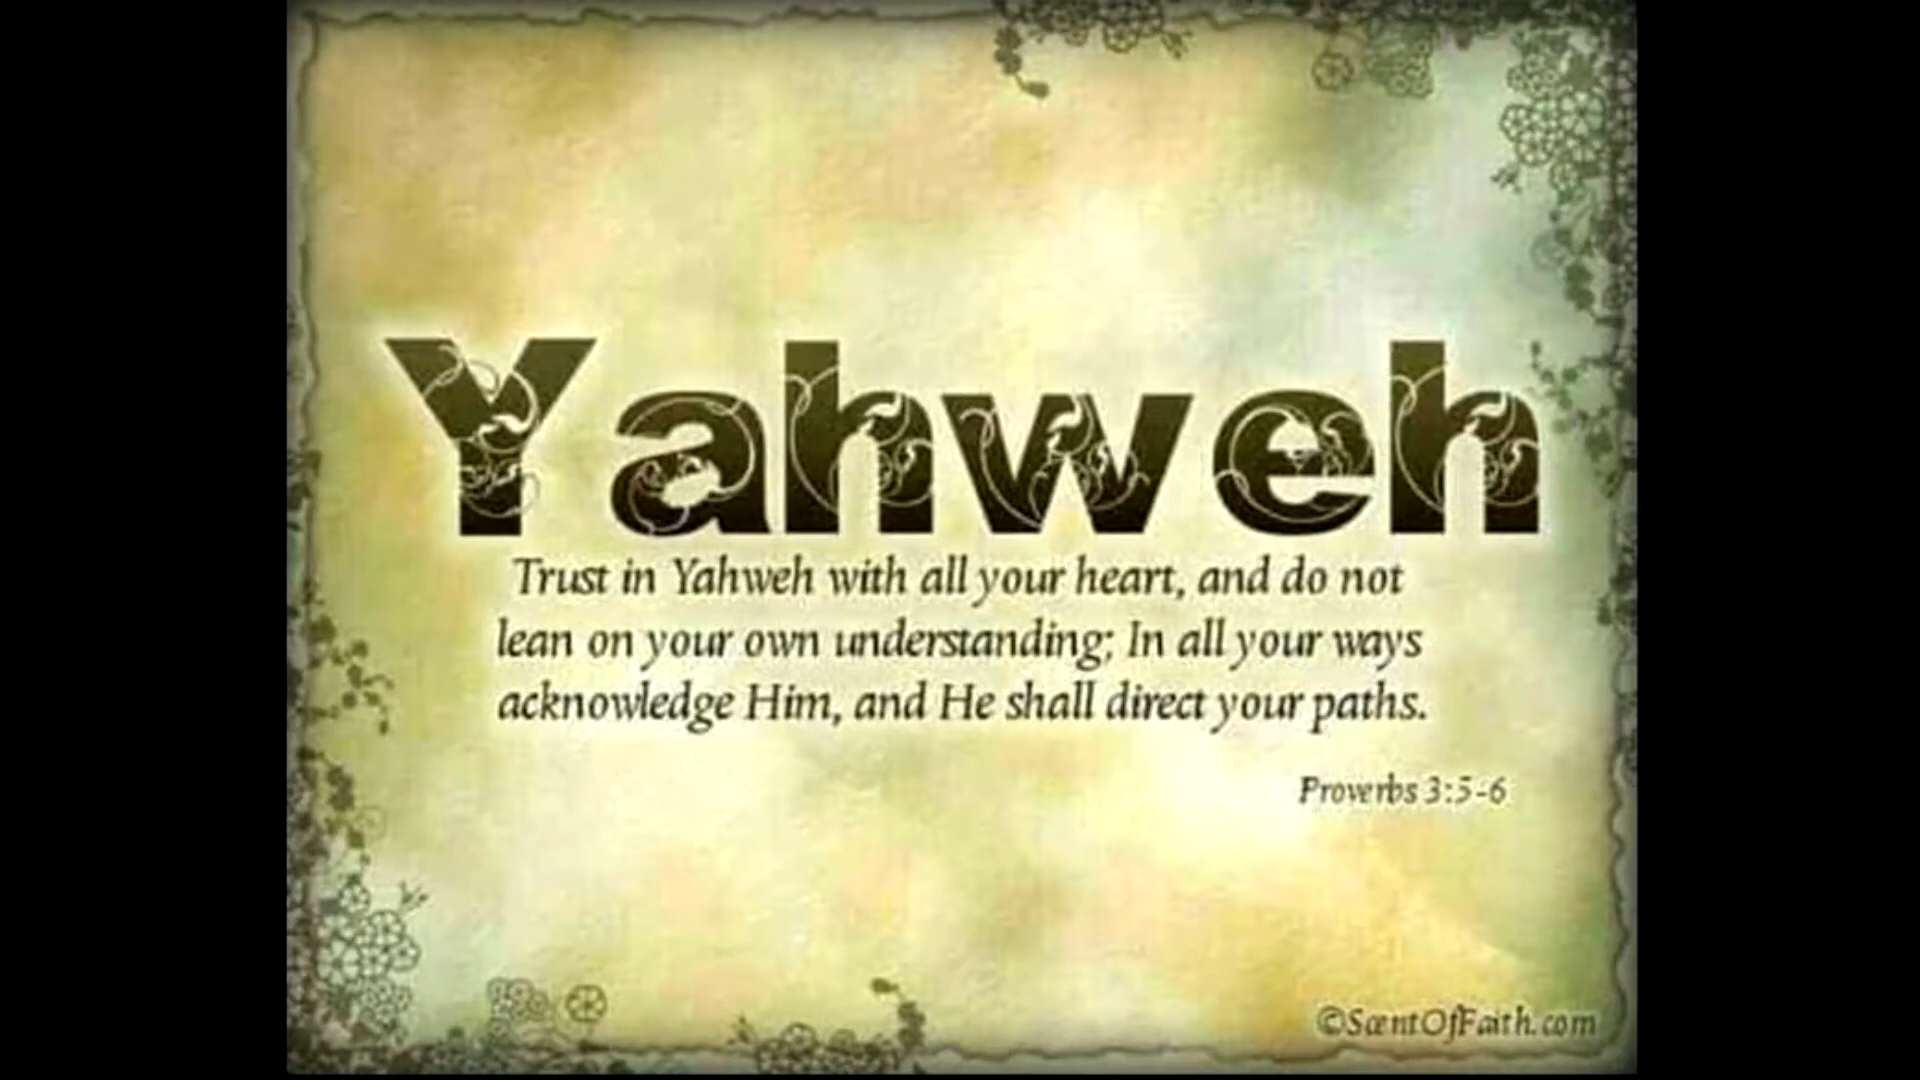 Yahweh
Trust in Yahweh with all your heart, and do not
lean on your own understanding; In all your ways
acknowledge Him, and He shall direct your paths.
Proverbs 3:5-6
©ScentOfFaith.com